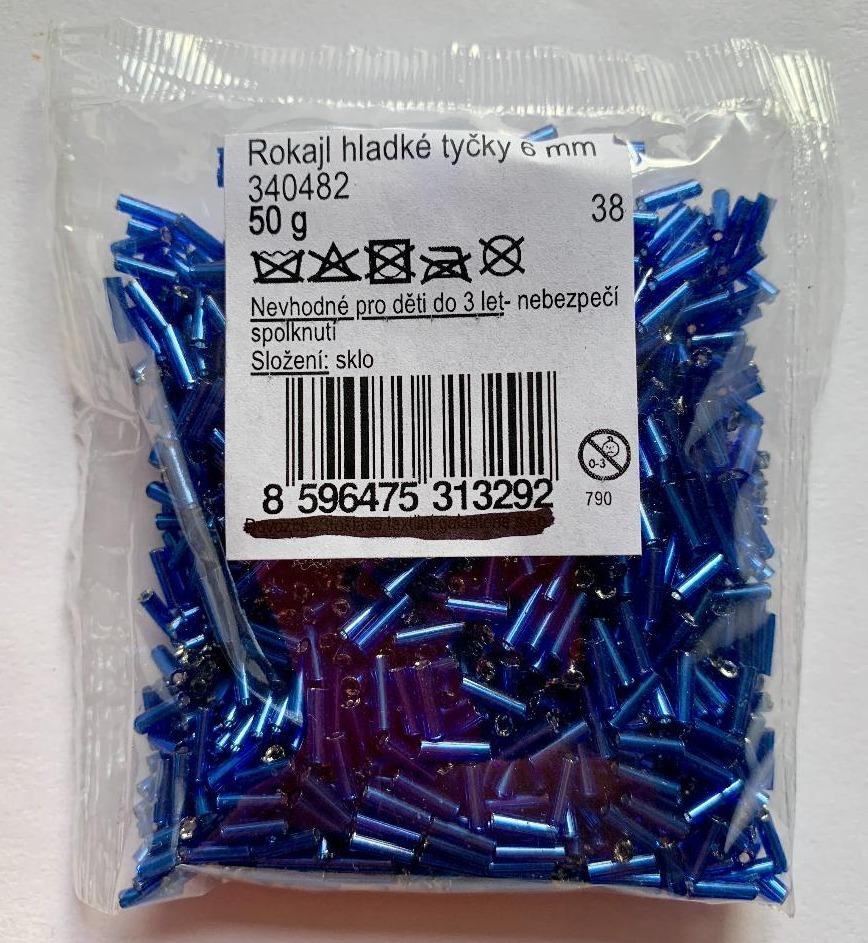 Rokajl hladké tyčky 6 mm
340482
50 g
38
Nevhodné pro děti do 3 let- nebezpečí
spolknutí
Složení: sklo
0-3
8 596475 313292
790